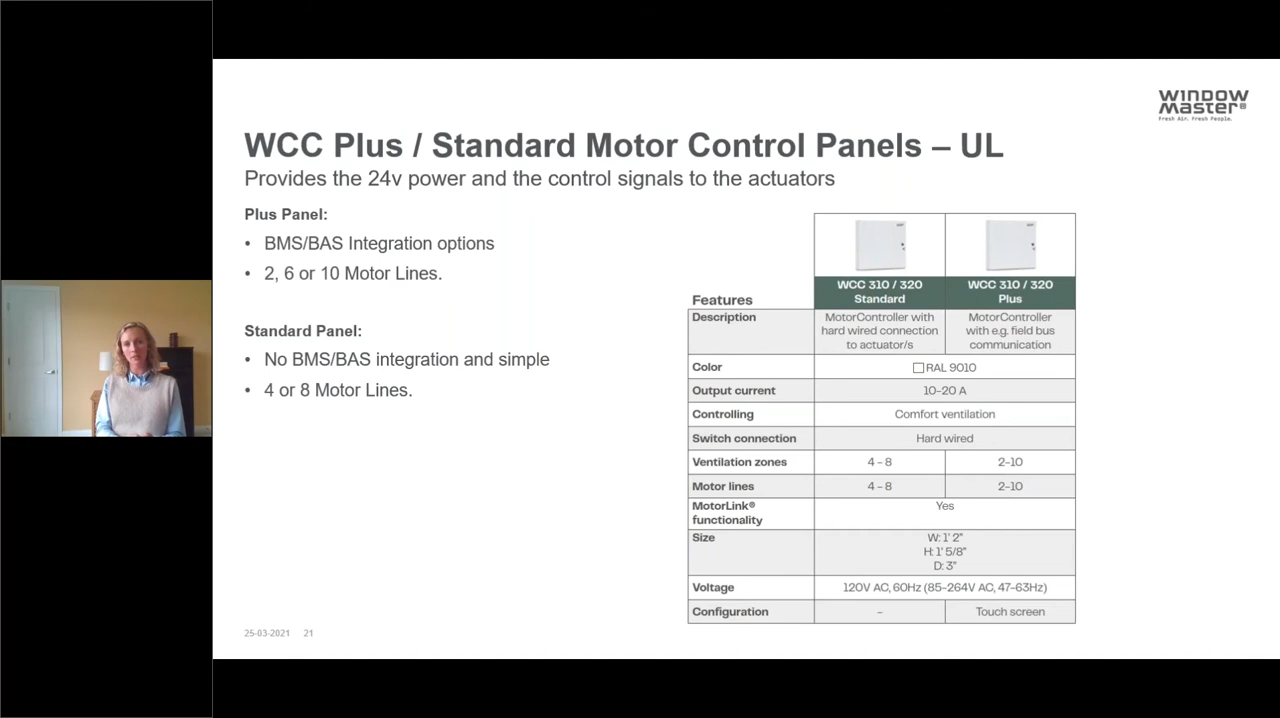 WINDOW
MASTER®
Fresh Air. Fresh People.
WCC Plus / Standard Motor Control Panels – UL
Provides the 24v power and the control signals to the actuators
Plus Panel:
• BMS/BAS Integration options
• 2, 6 or 10 Motor Lines.
Standard Panel:
• No BMS/BAS integration and simple
• 4 or 8 Motor Lines.
Features
WCC 310 / 320
Standard
WCC 310 / 320
Plus
Description
MotorController with
hard wired connection
to actuator/s
MotorController
with e.g. field bus
communication
Color
RAL 9010
Output current
10-20 A
Controlling
Comfort ventilation
Switch connection
Hard wired
Ventilation zones
4 - 8
2-10
Motor lines
4 - 8
2-10
MotorLink®
functionality
Yes
Size
W: 1' 2"
H: 1' 5/8"
D: 3"
Voltage
120V AC, 60Hz (85-264V AC, 47-63Hz)
Configuration
-
Touch screen
25-03-2021 21